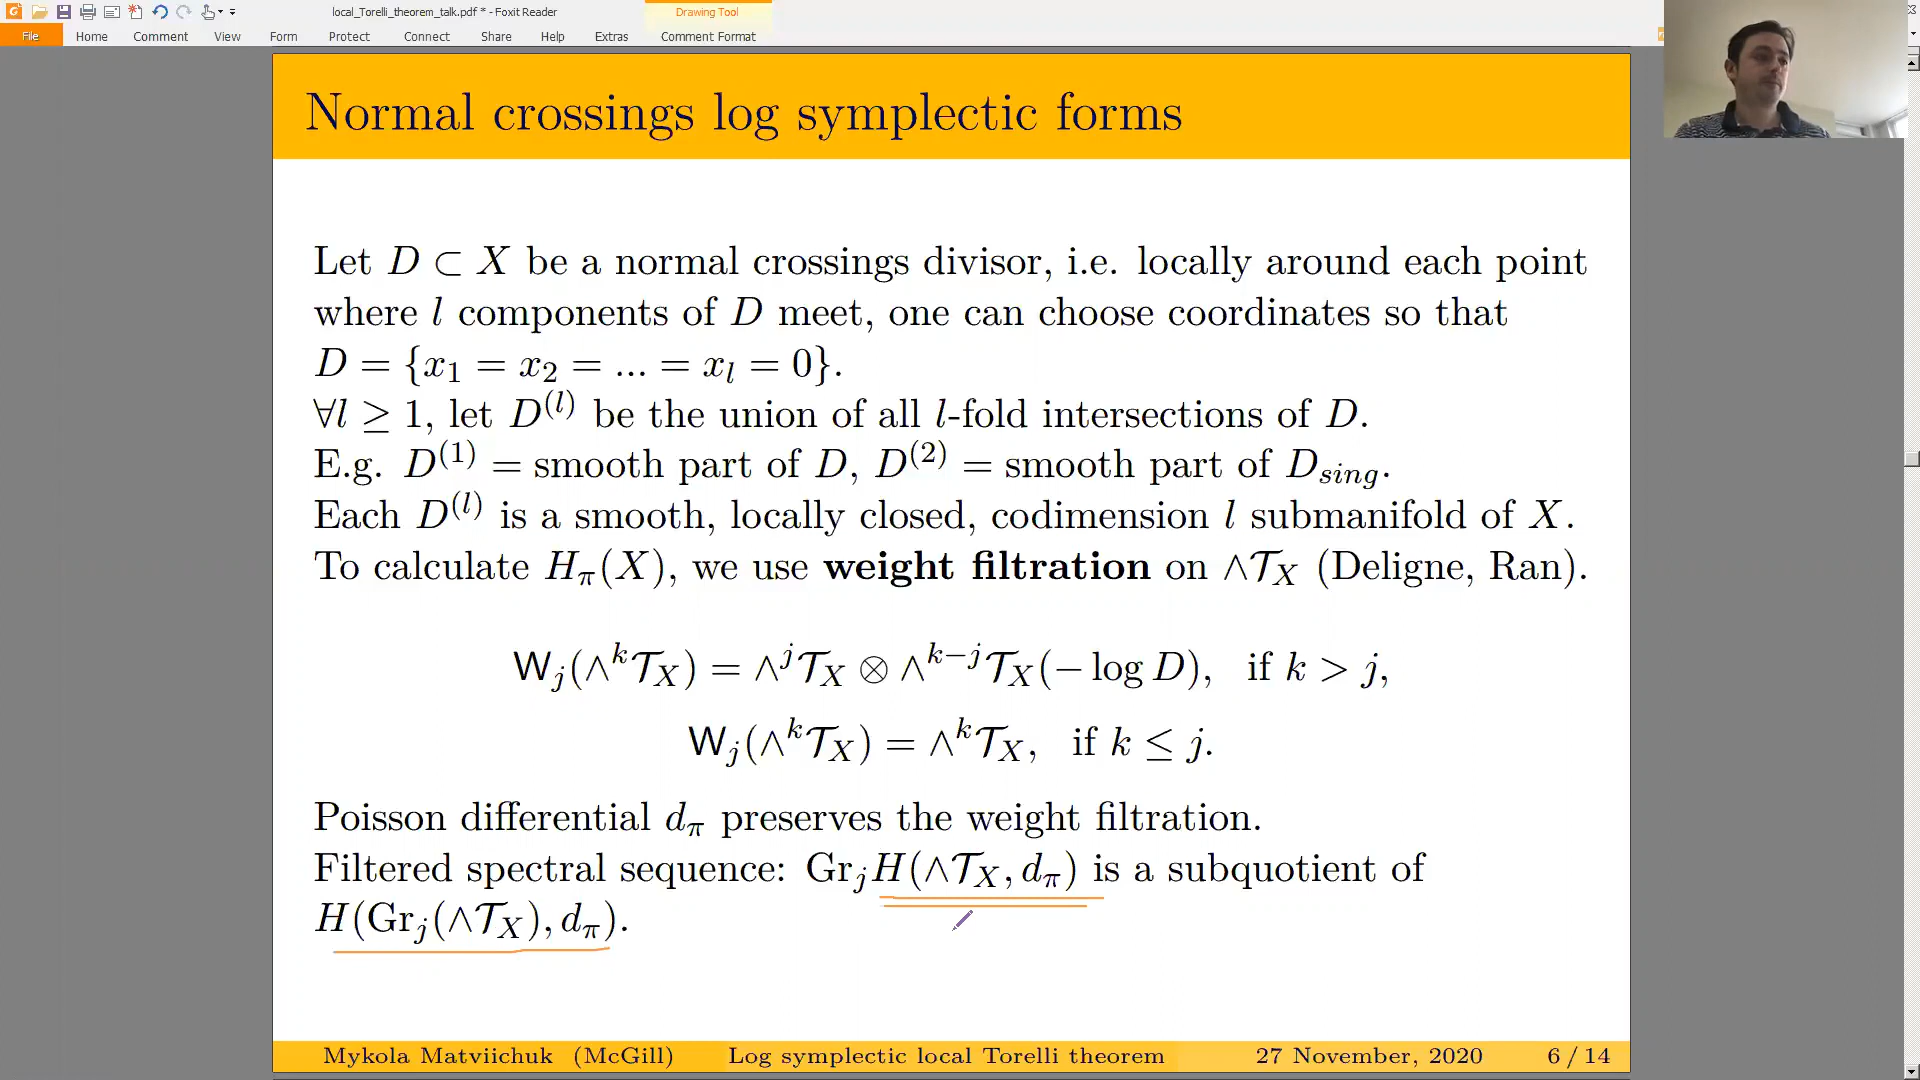 local_Torelli_theorem_talk.pdf * - Foxit Reader
Drawing Tool
File Home Comment View Form Protect Connect Share Help Extras Comment Format
Normal crossings log symplectic forms
Let D ⊂ X be a normal crossings divisor, i.e. locally around each point
where l components of D meet, one can choose coordinates so that
D = {x₁ = x₂ = ... = xₗ = 0}.
∀l ≥ 1, let D^(l) be the union of all l-fold intersections of D.
E.g. D^(1) = smooth part of D, D^(2) = smooth part of D_sing.
Each D^(l) is a smooth, locally closed, codimension l submanifold of X.
To calculate H_π(X), we use weight filtration on ∧𝒯_X (Deligne, Ran).
W_j(∧^k 𝒯_X) = ∧^j 𝒯_X ⊗ ∧^{k−j} 𝒯_X(− log D), if k > j,
W_j(∧^k 𝒯_X) = ∧^k 𝒯_X, if k ≤ j.
Poisson differential d_π preserves the weight filtration.
Filtered spectral sequence: Gr_j H(∧𝒯_X, d_π) is a subquotient of
H(Gr_j(∧𝒯_X), d_π).
Mykola Matviichuk (McGill) Log symplectic local Torelli theorem 27 November, 2020 6 / 14